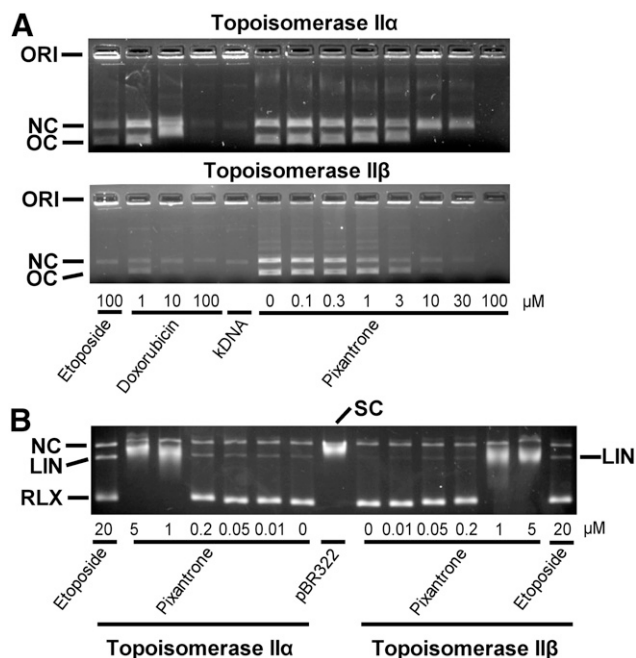 A
Topoisomerase IIα
ORI
NC
OC
Topoisomerase IIβ
ORI
NC
OC
100 1 10 100 0 0.1 0.3 1 3 10 30 100 μM
Etoposide
Doxorubicin
kDNA
Pixantrone
B
SC
NC
LIN
LIN
RLX
20 5 1 0.2 0.05 0.01 0 0 0.01 0.05 0.2 1 5 20 μM
Etoposide
Pixantrone
pBR322
Pixantrone
Etoposide
Topoisomerase IIα
Topoisomerase IIβ